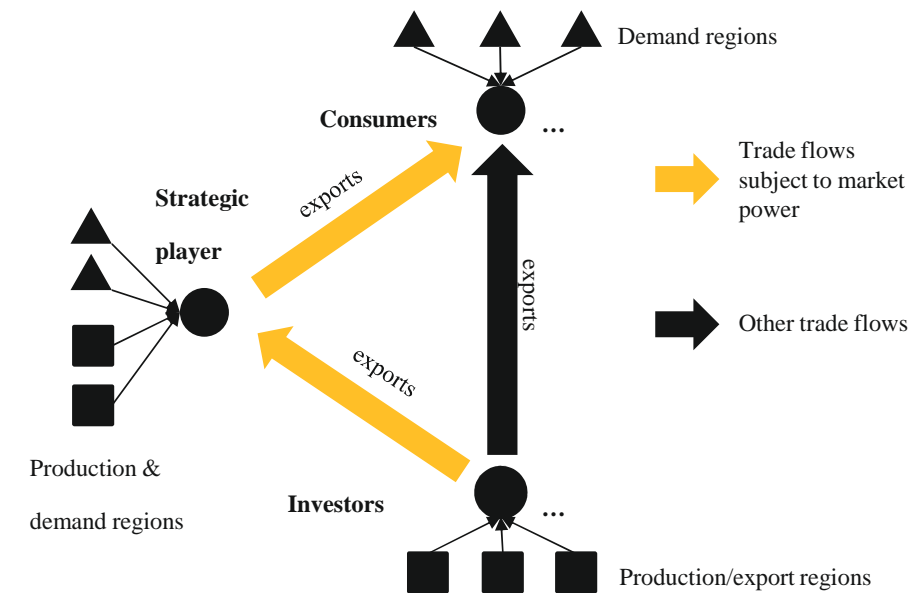 Demand regions
Consumers
...
exports
Trade flows
subject to market
power
Strategic
player
exports
Other trade flows
exports
Production &
demand regions
Investors
...
Production/export regions